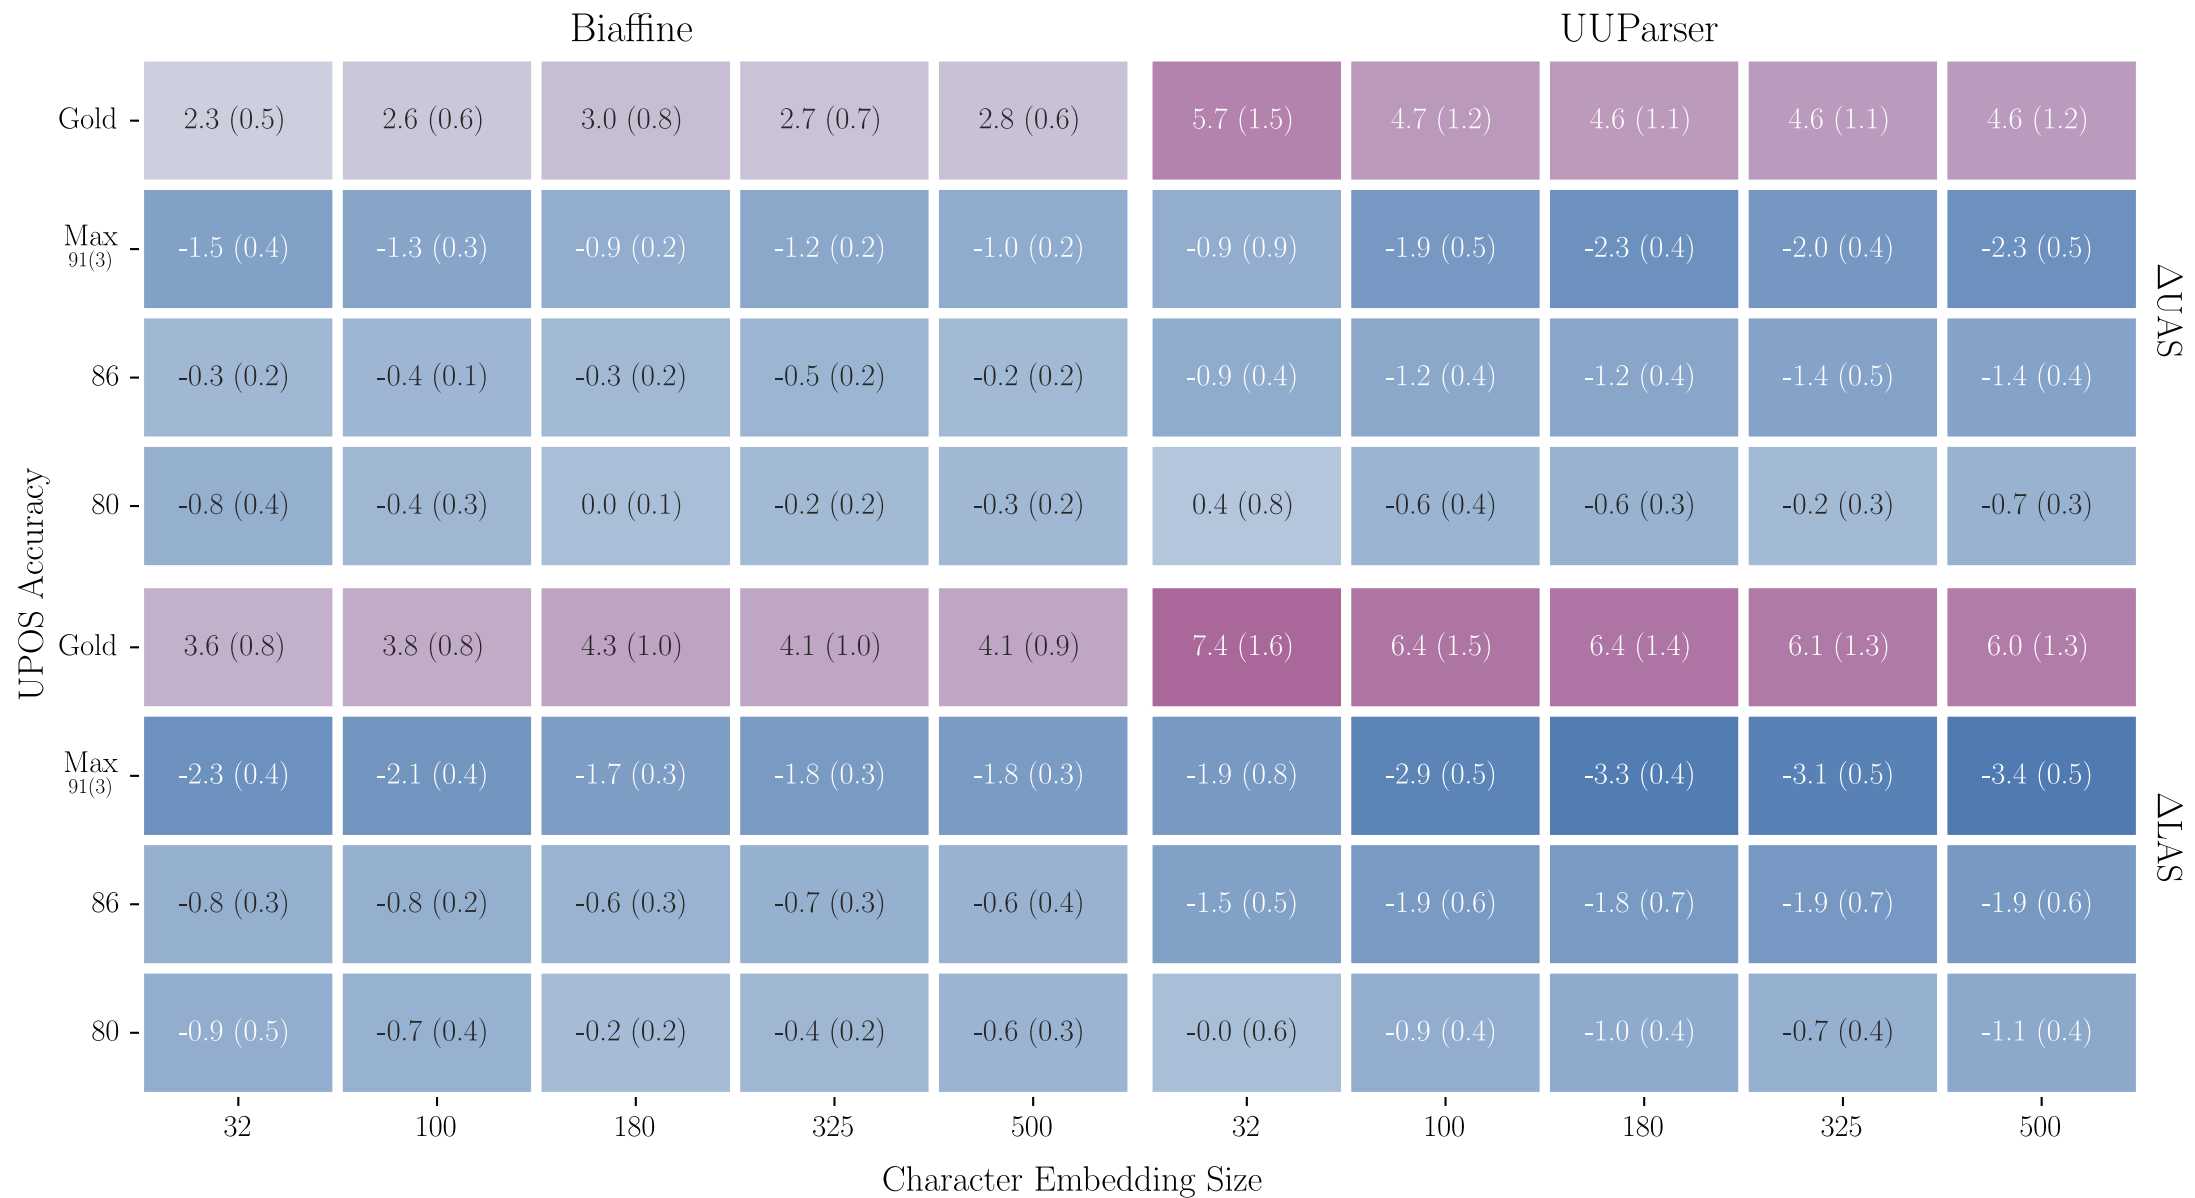 Biaffine UUParser
Gold 2.3 (0.5) 2.6 (0.6) 3.0 (0.8) 2.7 (0.7) 2.8 (0.6) 5.7 (1.5) 4.7 (1.2) 4.6 (1.1) 4.6 (1.1) 4.6 (1.2)
Max -1.5 (0.4) -1.3 (0.3) -0.9 (0.2) -1.2 (0.2) -1.0 (0.2) -0.9 (0.9) -1.9 (0.5) -2.3 (0.4) -2.0 (0.4) -2.3 (0.5)
91(3)
ΔUAS
86 -0.3 (0.2) -0.4 (0.1) -0.3 (0.2) -0.5 (0.2) -0.2 (0.2) -0.9 (0.4) -1.2 (0.4) -1.2 (0.4) -1.4 (0.5) -1.4 (0.4)
80 -0.8 (0.4) -0.4 (0.3) 0.0 (0.1) -0.2 (0.2) -0.3 (0.2) 0.4 (0.8) -0.6 (0.4) -0.6 (0.3) -0.2 (0.3) -0.7 (0.3)
UPOS Accuracy
Gold 3.6 (0.8) 3.8 (0.8) 4.3 (1.0) 4.1 (1.0) 4.1 (0.9) 7.4 (1.6) 6.4 (1.5) 6.4 (1.4) 6.1 (1.3) 6.0 (1.3)
Max -2.3 (0.4) -2.1 (0.4) -1.7 (0.3) -1.8 (0.3) -1.8 (0.3) -1.9 (0.8) -2.9 (0.5) -3.3 (0.4) -3.1 (0.5) -3.4 (0.5)
91(3)
ΔLAS
86 -0.8 (0.3) -0.8 (0.2) -0.6 (0.3) -0.7 (0.3) -0.6 (0.4) -1.5 (0.5) -1.9 (0.6) -1.8 (0.7) -1.9 (0.7) -1.9 (0.6)
80 -0.9 (0.5) -0.7 (0.4) -0.2 (0.2) -0.4 (0.2) -0.6 (0.3) -0.0 (0.6) -0.9 (0.4) -1.0 (0.4) -0.7 (0.4) -1.1 (0.4)
32 100 180 325 500 32 100 180 325 500
Character Embedding Size